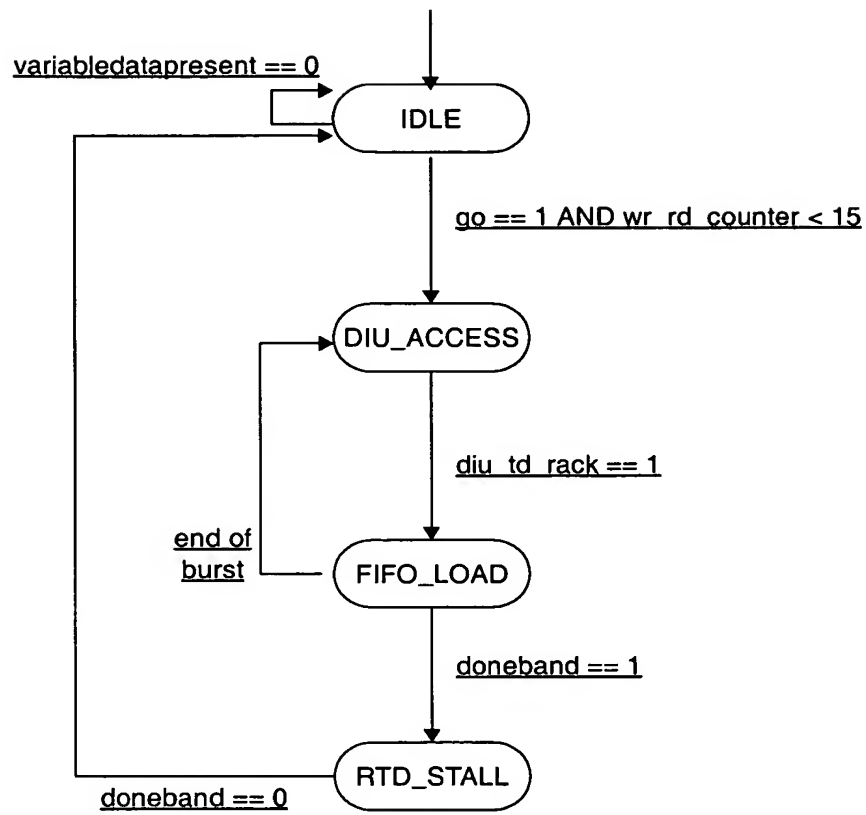 variabledatapresent == 0
IDLE
go == 1 AND wr_rd_counter < 15
DIU_ACCESS
diu_td_rack == 1
end of
burst
FIFO_LOAD
doneband == 1
RTD_STALL
doneband == 0